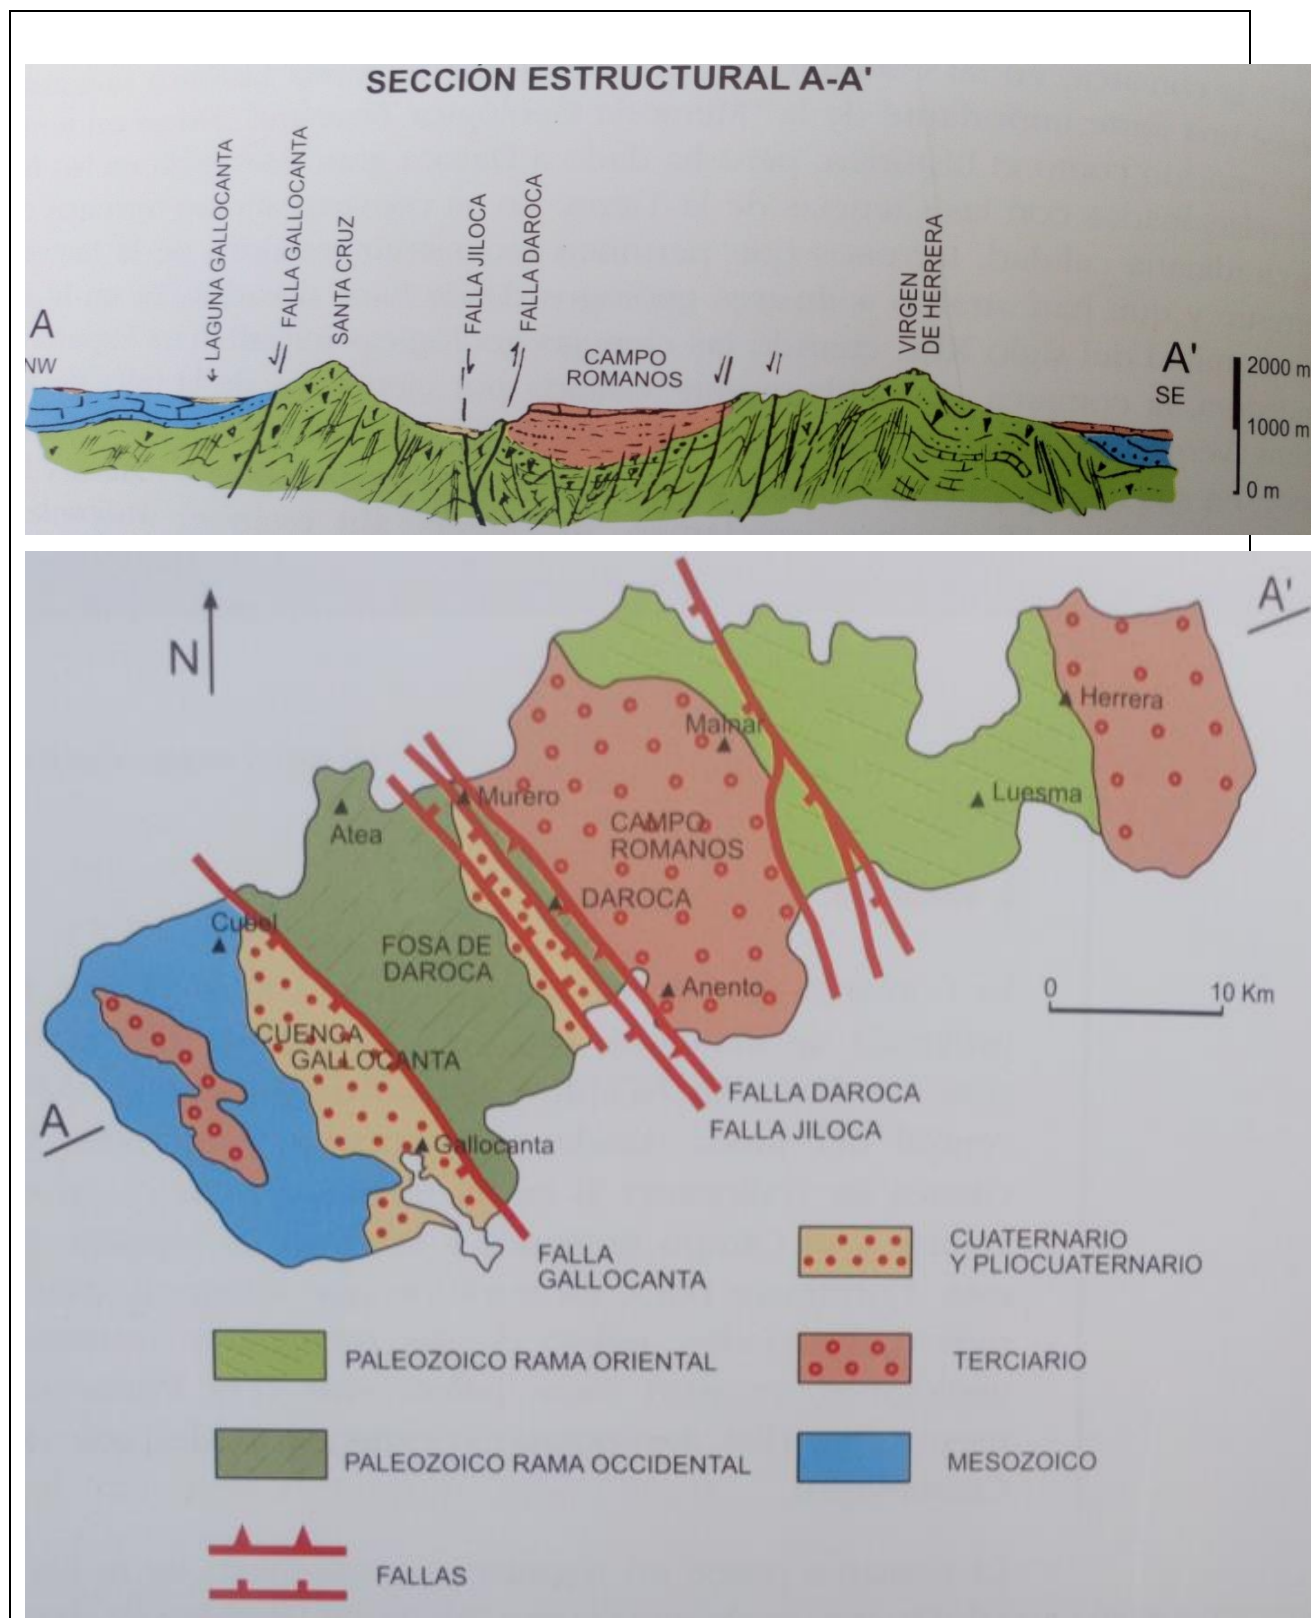 SECCIÓN ESTRUCTURAL A-A'
LAGUNA GALLOCANTA
FALLA GALLOCANTA
SANTA CRUZ
FALLA JILOCA
FALLA DAROCA
CAMPO
ROMANOS
VIRGEN
DE HERRERA
A
NW
A'
SE
2000 m
1000 m
0 m
N
A'
Herrera
Mainar
Luesma
Murero
Atea
CAMPO
ROMANOS
DAROCA
Cubel
FOSA DE
DAROCA
Anento
0 10 Km
CUENCA
GALLOCANTA
A
Gallocanta
FALLA DAROCA
FALLA JILOCA
FALLA
GALLOCANTA
CUATERNARIO
Y PLIOCUATERNARIO
PALEOZOICO RAMA ORIENTAL
TERCIARIO
PALEOZOICO RAMA OCCIDENTAL
MESOZOICO
FALLAS